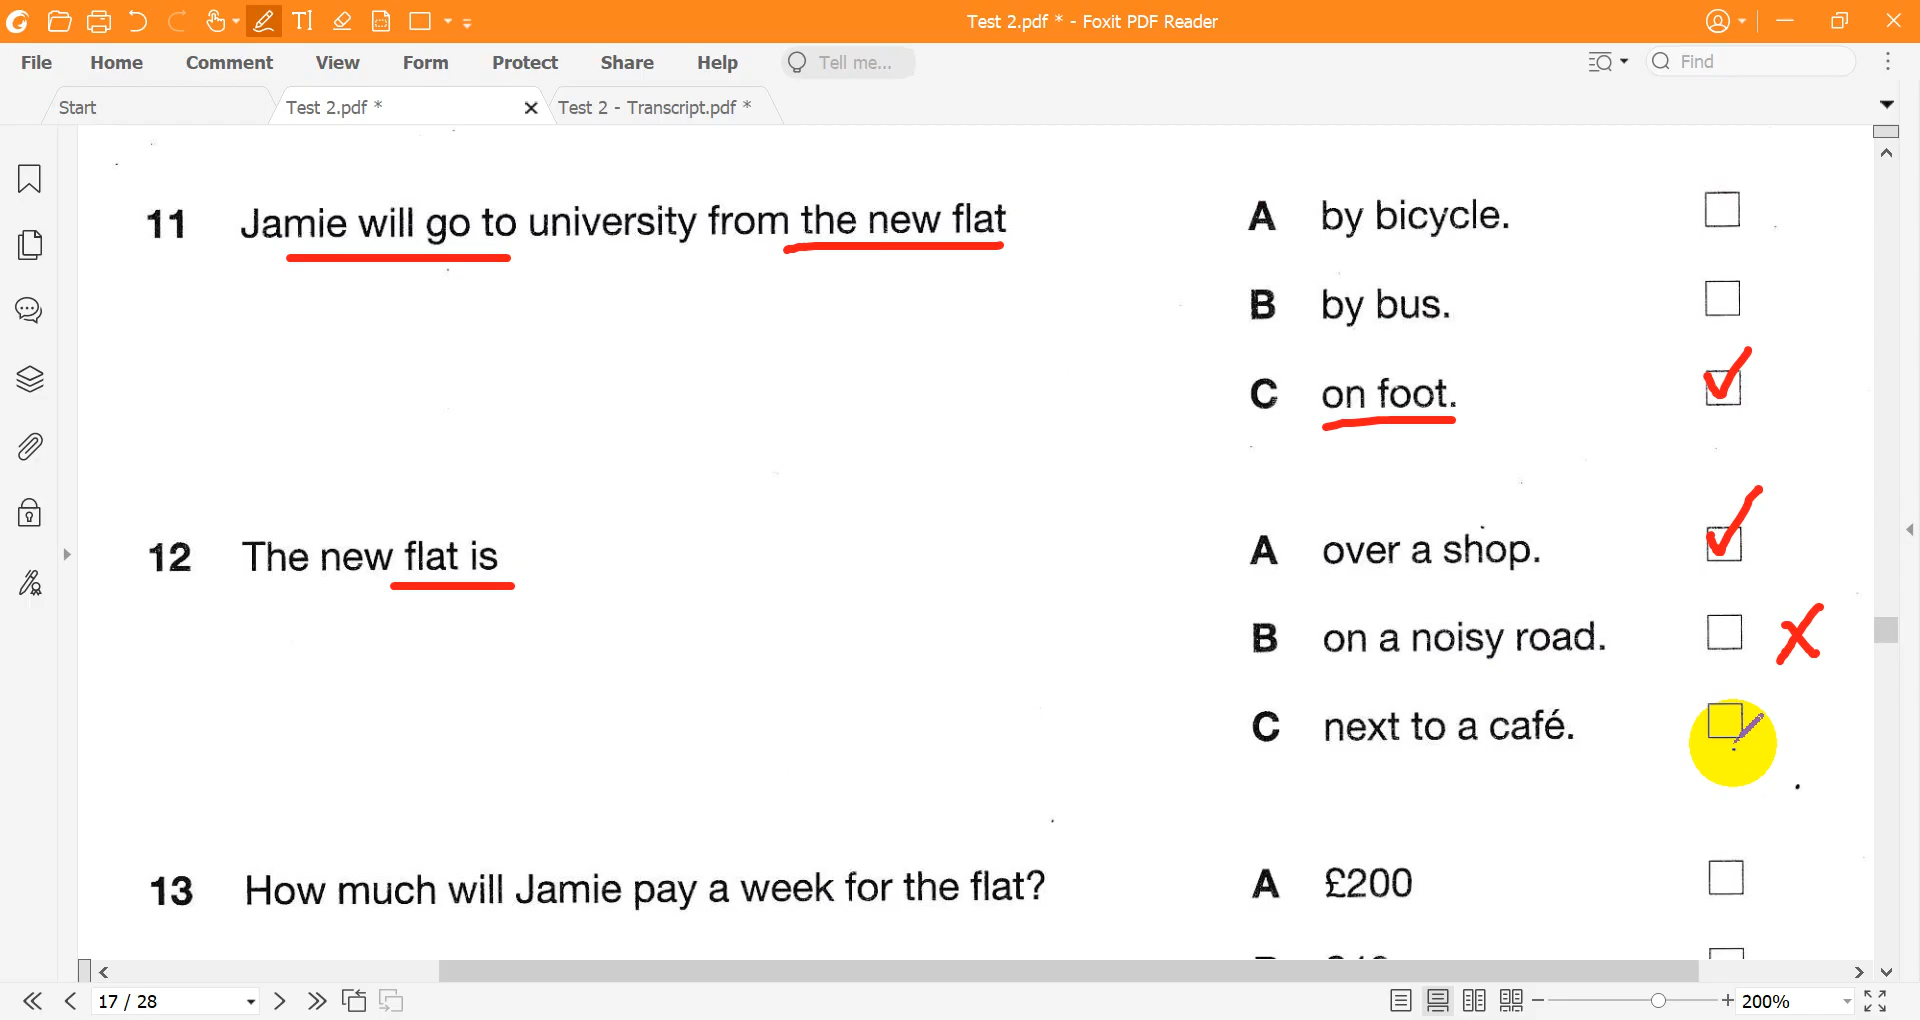 Test 2.pdf * - Foxit PDF Reader
File Home Comment View Form Protect Share Help Tell me... Find
Start Test 2.pdf * Test 2 - Transcript.pdf *
11 Jamie will go to university from the new flat
A by bicycle.
B by bus.
C on foot.
12 The new flat is
A over a shop.
B on a noisy road.
C next to a café.
13 How much will Jamie pay a week for the flat?
A £200
17 / 28 200%